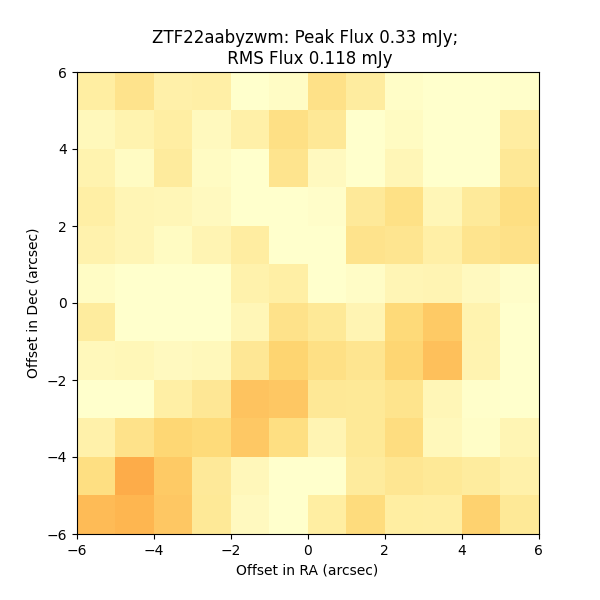 ZTF22aabyzwm: Peak Flux 0.33 mJy;
RMS Flux 0.118 mJy
6
4
2
0
−2
−4
−6
Offset in Dec (arcsec)
−6 −4 −2 0 2 4 6
Offset in RA (arcsec)